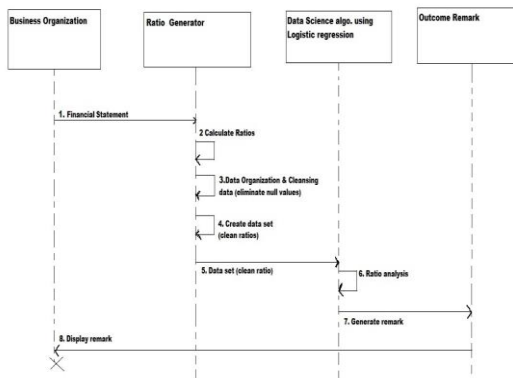 Business Organization
Ratio Generator
Data Science algo. using
Logistic regression
Outcome Remark
1. Financial Statement
2 Calculate Ratios
3.Data Organization & Cleansing
data (eliminate null values)
4. Create data set
(clean ratios)
5. Data set (clean ratio)
6. Ratio analysis
7. Generate remark
8. Display remark